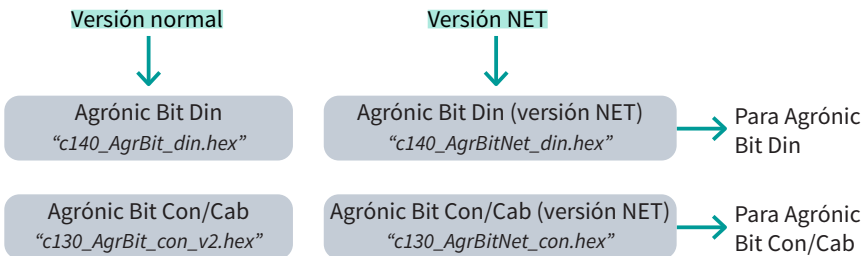 Versión normal
Versión NET
Agrónic Bit Din
“c140_AgrBit_din.hex”
Agrónic Bit Din (versión NET)
“c140_AgrBitNet_din.hex”
Para Agrónic
Bit Din
Agrónic Bit Con/Cab
“c130_AgrBit_con_v2.hex”
Agrónic Bit Con/Cab (versión NET)
“c130_AgrBitNet_con.hex”
Para Agrónic
Bit Con/Cab